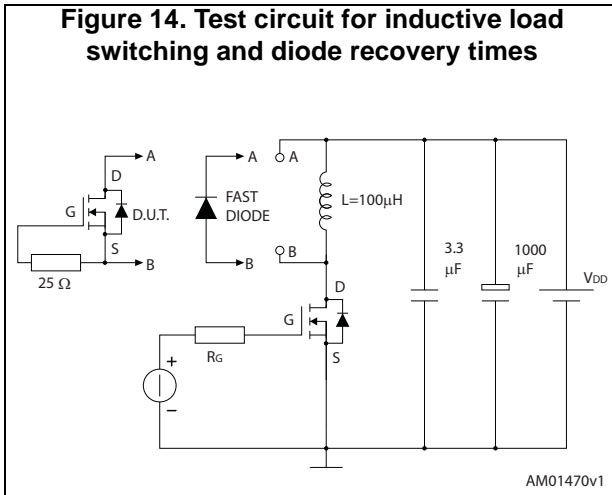 Figure 14. Test circuit for inductive load
switching and diode recovery times
A
D
G
D.U.T.
S
B
25 Ω
A
FAST
DIODE
B
A
L=100μH
B
D
G
S
RG
+
–
3.3
μF
1000
μF
VDD
AM01470v1